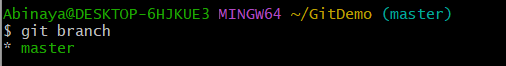 Abinaya@DESKTOP-6HJKUE3 MINGW64 ~/GitDemo (master)
$ git branch
* master